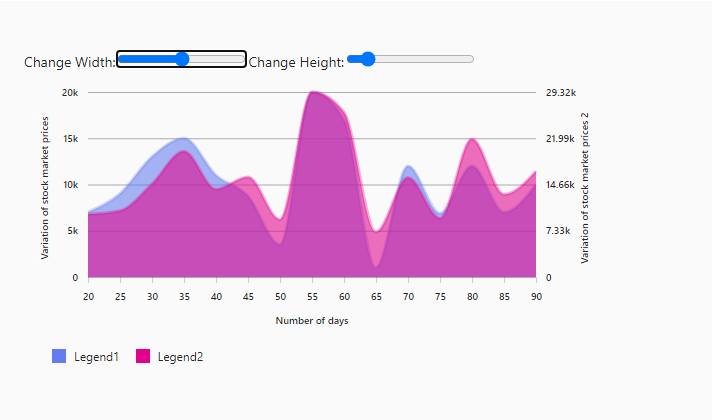 Change Width: Change Height:
20k 29.32k
15k 21.99k
10k 14.66k
5k 7.33k
0 0
Variation of stock market prices
Variation of stock market prices 2
20 25 30 35 40 45 50 55 60 65 70 75 80 85 90
Number of days
Legend1 Legend2